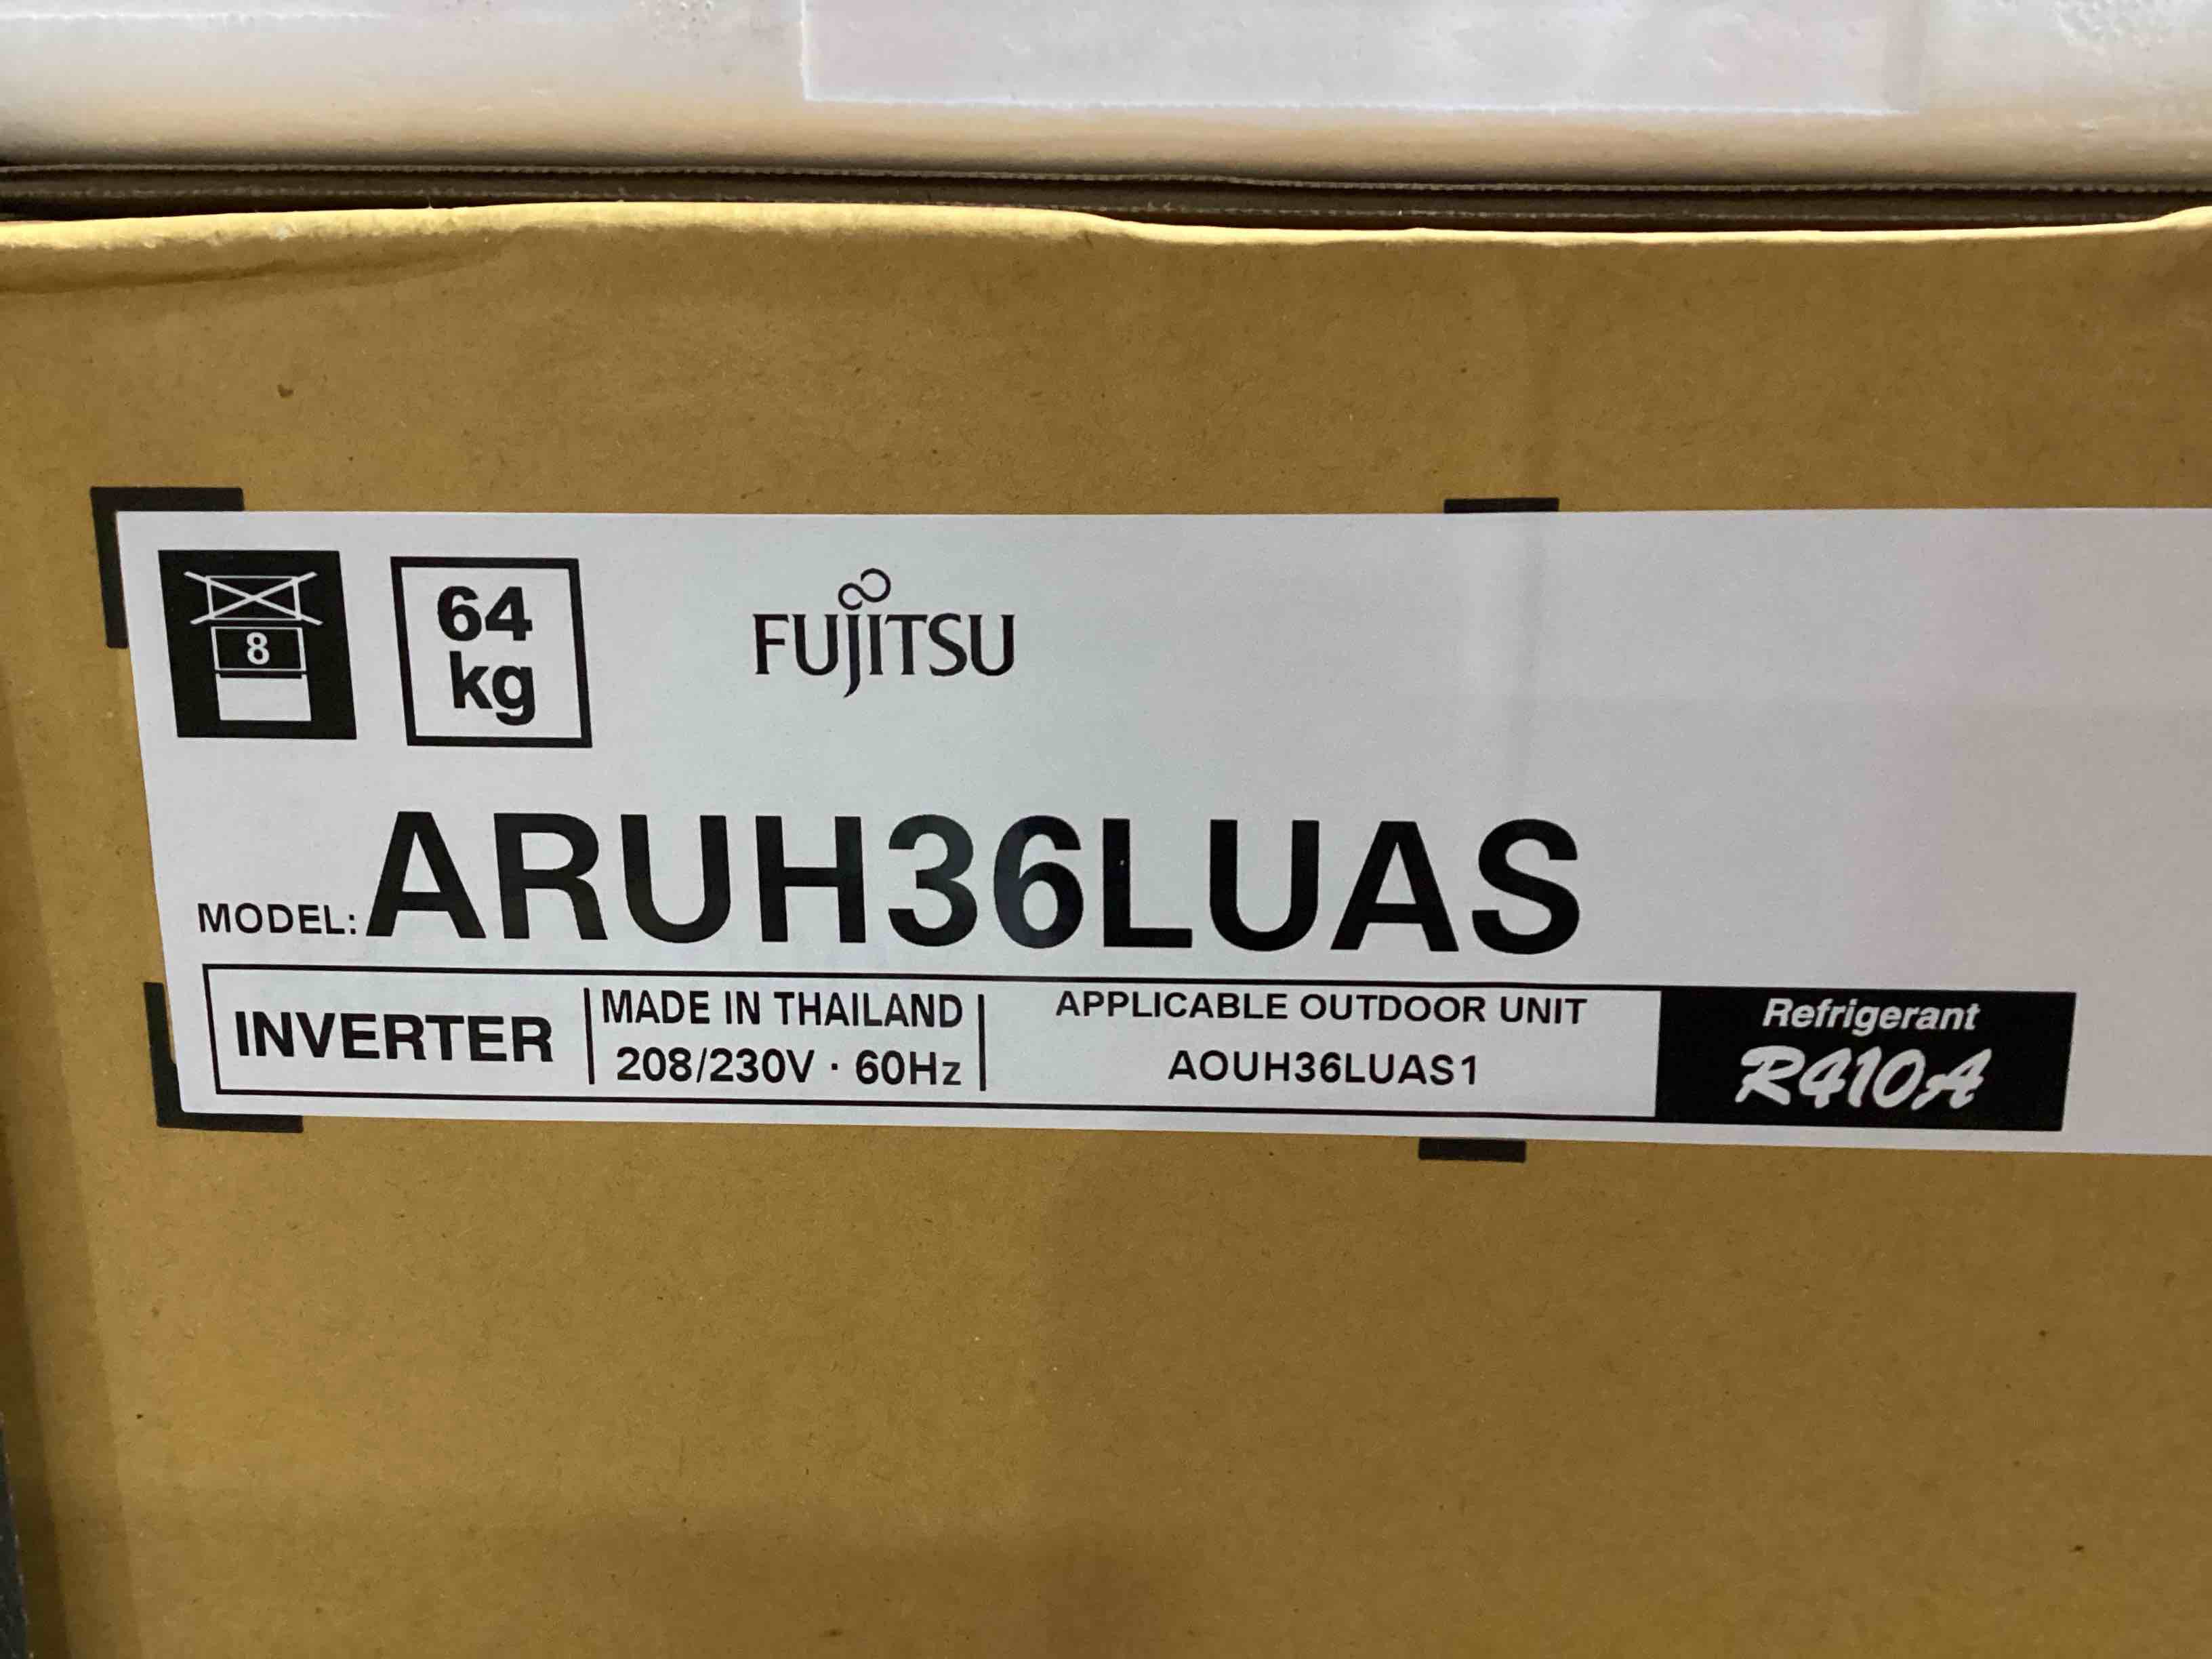 8
64
kg
FUJITSU
MODEL: ARUH36LUAS
INVERTER
MADE IN THAILAND
208/230V · 60Hz
APPLICABLE OUTDOOR UNIT
AOUH36LUAS1
Refrigerant
R410A